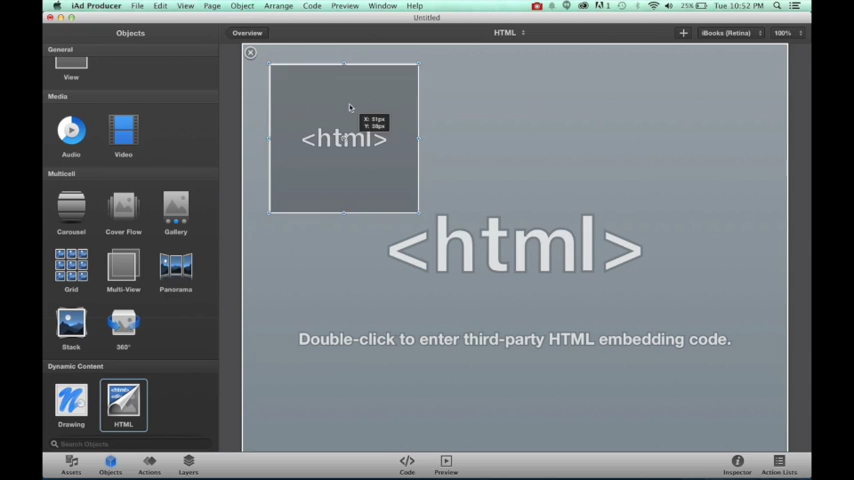 iAd Producer File Edit View Page Object Arrange Code Preview Window Help 1 25% Tue 10:52 PM
Untitled
Objects Overview HTML iBooks (Retina) 100%
General
View
Media
Audio Video
Multicell
Carousel Cover Flow Gallery
Grid Multi-View Panorama
Stack 360°
Dynamic Content
Drawing HTML
Search Objects
<html>
X: 51px
Y: 38px
<html>
Double-click to enter third-party HTML embedding code.
Assets Objects Actions Layers Code Preview Inspector Action Lists